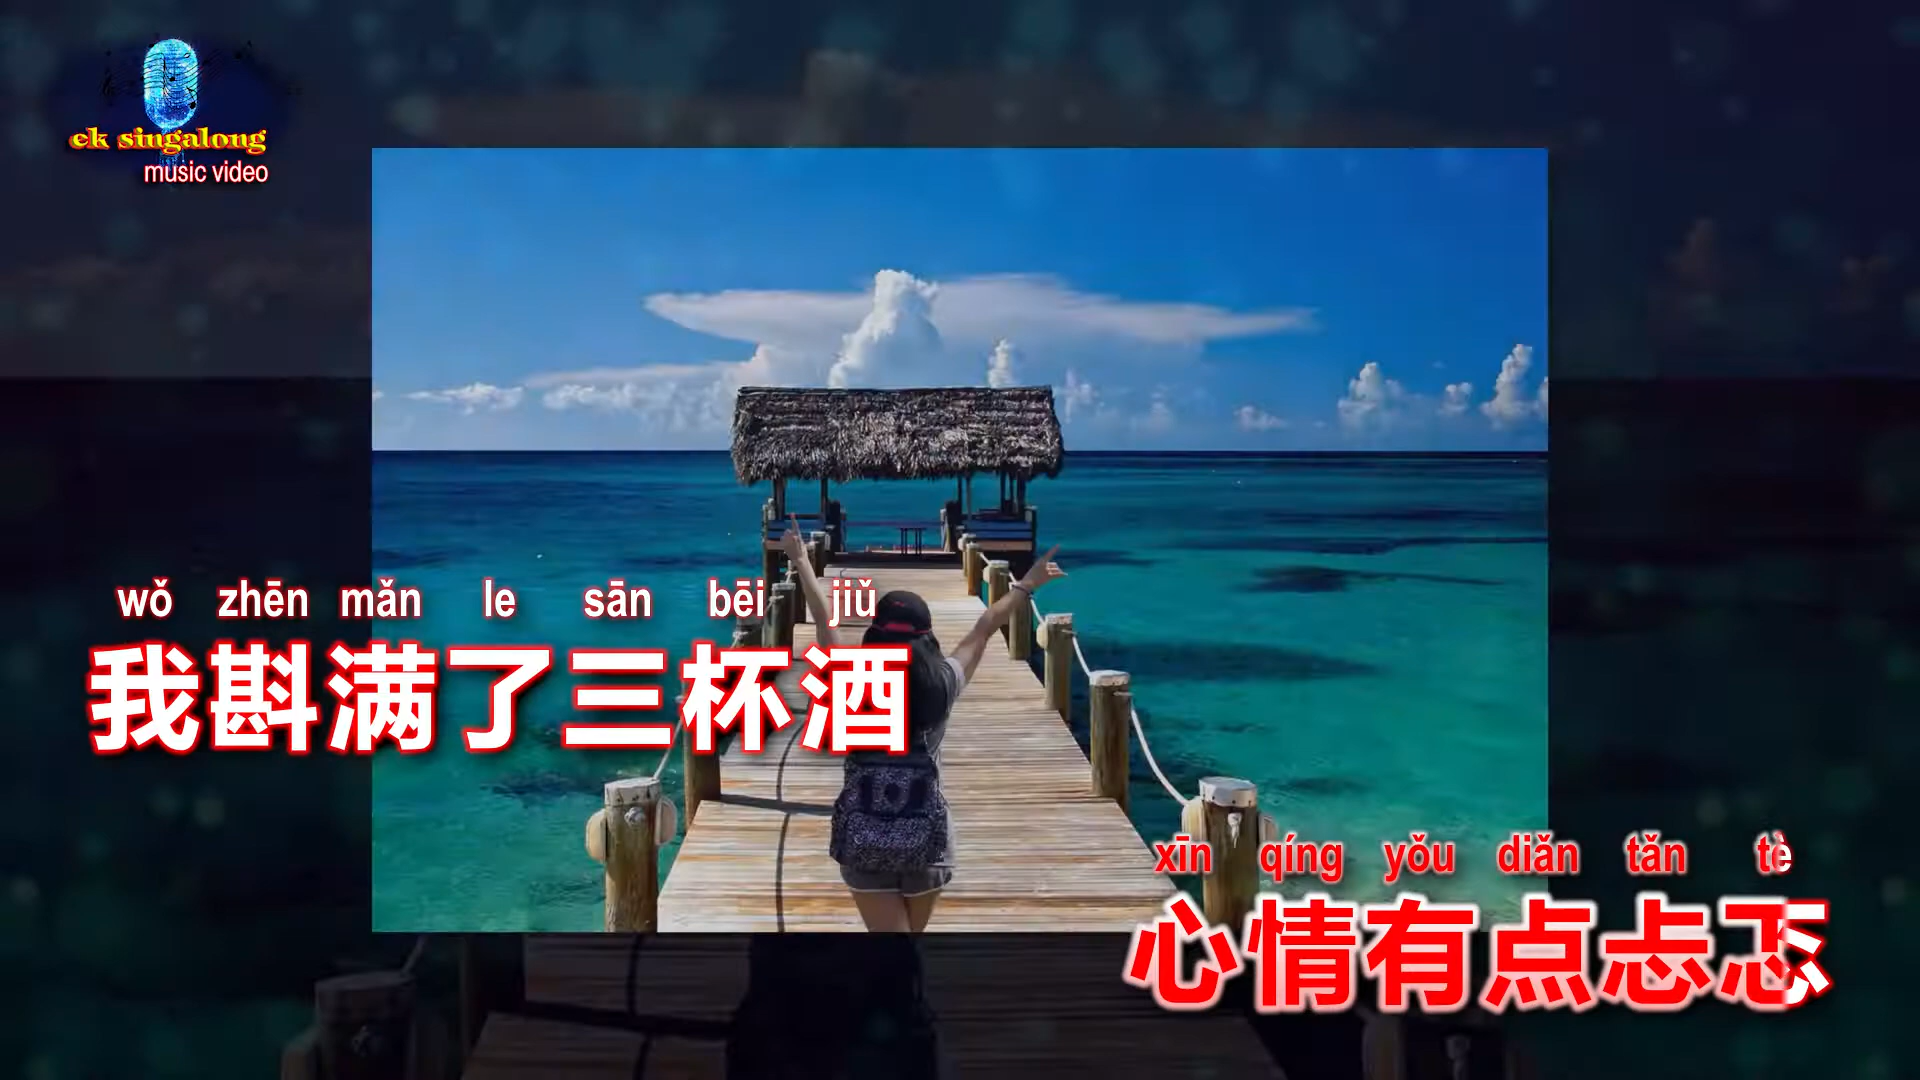 ek singalong
music video
wǒ zhēn mǎn le sān bēi jiǔ
我斟满了三杯酒
xīn qíng yǒu diǎn tǎn tè
心情有点忐忑